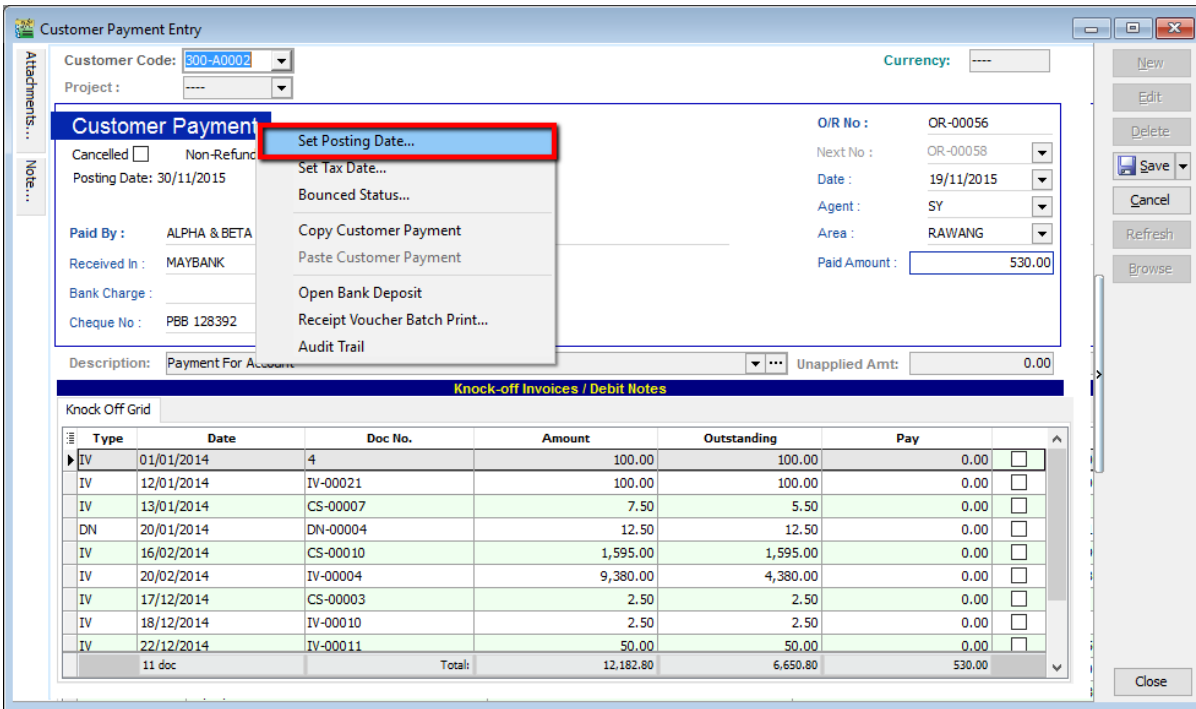 Customer Payment Entry
Attachments...
Note...
Customer Code: 300-A0002
Currency: ----
Project : ----
Customer Payment
Cancelled Non-Refund
Posting Date: 30/11/2015
Paid By : ALPHA & BETA
Received In : MAYBANK
Bank Charge :
Cheque No : PBB 128392
Set Posting Date...
Set Tax Date...
Bounced Status...
Copy Customer Payment
Paste Customer Payment
Open Bank Deposit
Receipt Voucher Batch Print...
Audit Trail
O/R No : OR-00056
Next No : OR-00058
Date : 19/11/2015
Agent : SY
Area : RAWANG
Paid Amount : 530.00
Description: Payment For Account
Unapplied Amt: 0.00
Knock-off Invoices / Debit Notes
Knock Off Grid
Type Date Doc No. Amount Outstanding Pay
IV 01/01/2014 4 100.00 100.00 0.00
IV 12/01/2014 IV-00021 100.00 100.00 0.00
IV 13/01/2014 CS-00007 7.50 5.50 0.00
DN 20/01/2014 DN-00004 12.50 12.50 0.00
IV 16/02/2014 CS-00010 1,595.00 1,595.00 0.00
IV 20/02/2014 IV-00004 9,380.00 4,380.00 0.00
IV 17/12/2014 CS-00003 2.50 2.50 0.00
IV 18/12/2014 IV-00010 2.50 2.50 0.00
IV 22/12/2014 IV-00011 50.00 50.00 0.00
11 doc Total: 12,182.80 6,650.80 530.00
New
Edit
Delete
Save
Cancel
Refresh
Browse
Close